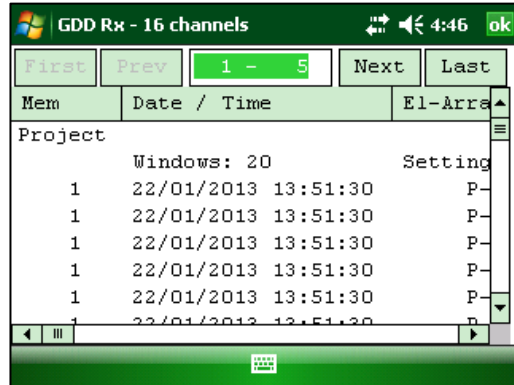 GDD Rx - 16 channels 4:46 ok
First Prev 1 - 5 Next Last
Mem Date / Time El-Arra
Project
Windows: 20 Setting
1 22/01/2013 13:51:30 P-
1 22/01/2013 13:51:30 P-
1 22/01/2013 13:51:30 P-
1 22/01/2013 13:51:30 P-
1 22/01/2013 13:51:30 P-